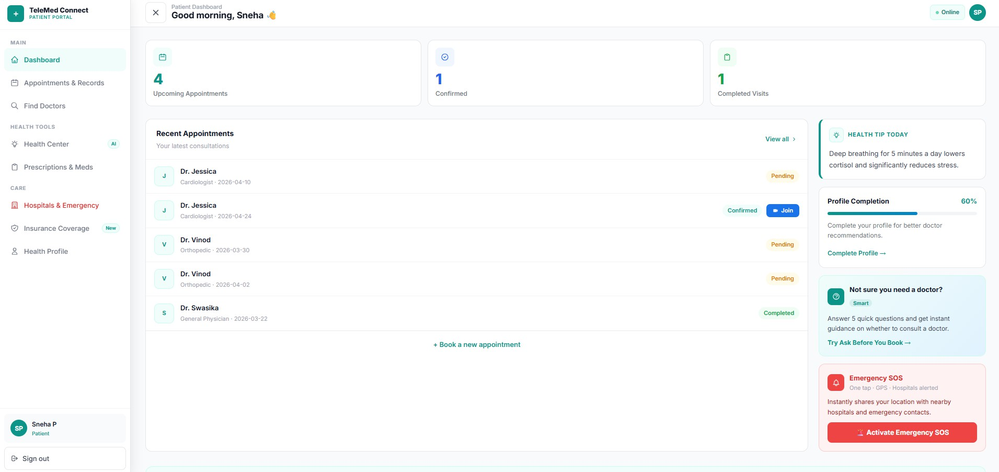 +
TeleMed Connect
PATIENT PORTAL
MAIN
Dashboard
Appointments & Records
Find Doctors
HEALTH TOOLS
Health Center
AI
Prescriptions & Meds
CARE
Hospitals & Emergency
Insurance Coverage
New
Health Profile
SP
Sneha P
Patient
Sign out
Patient Dashboard
Good morning, Sneha 👋
Online
SP
4
Upcoming Appointments
1
Confirmed
1
Completed Visits
Recent Appointments
Your latest consultations
View all
J
Dr. Jessica
Cardiologist · 2026-04-10
Pending
J
Dr. Jessica
Cardiologist · 2026-04-24
Confirmed
Join
V
Dr. Vinod
Orthopedic · 2026-03-30
Pending
V
Dr. Vinod
Orthopedic · 2026-04-02
Pending
S
Dr. Swasika
General Physician · 2026-03-22
Completed
+ Book a new appointment
HEALTH TIP TODAY
Deep breathing for 5 minutes a day lowers
cortisol and significantly reduces stress.
Profile Completion
60%
Complete your profile for better doctor
recommendations.
Complete Profile →
Not sure you need a doctor?
Smart
Answer 5 quick questions and get instant
guidance on whether to consult a doctor.
Try Ask Before You Book →
Emergency SOS
One tap · GPS · Hospitals alerted
Instantly shares your location with nearby
hospitals and emergency contacts.
🚨 Activate Emergency SOS